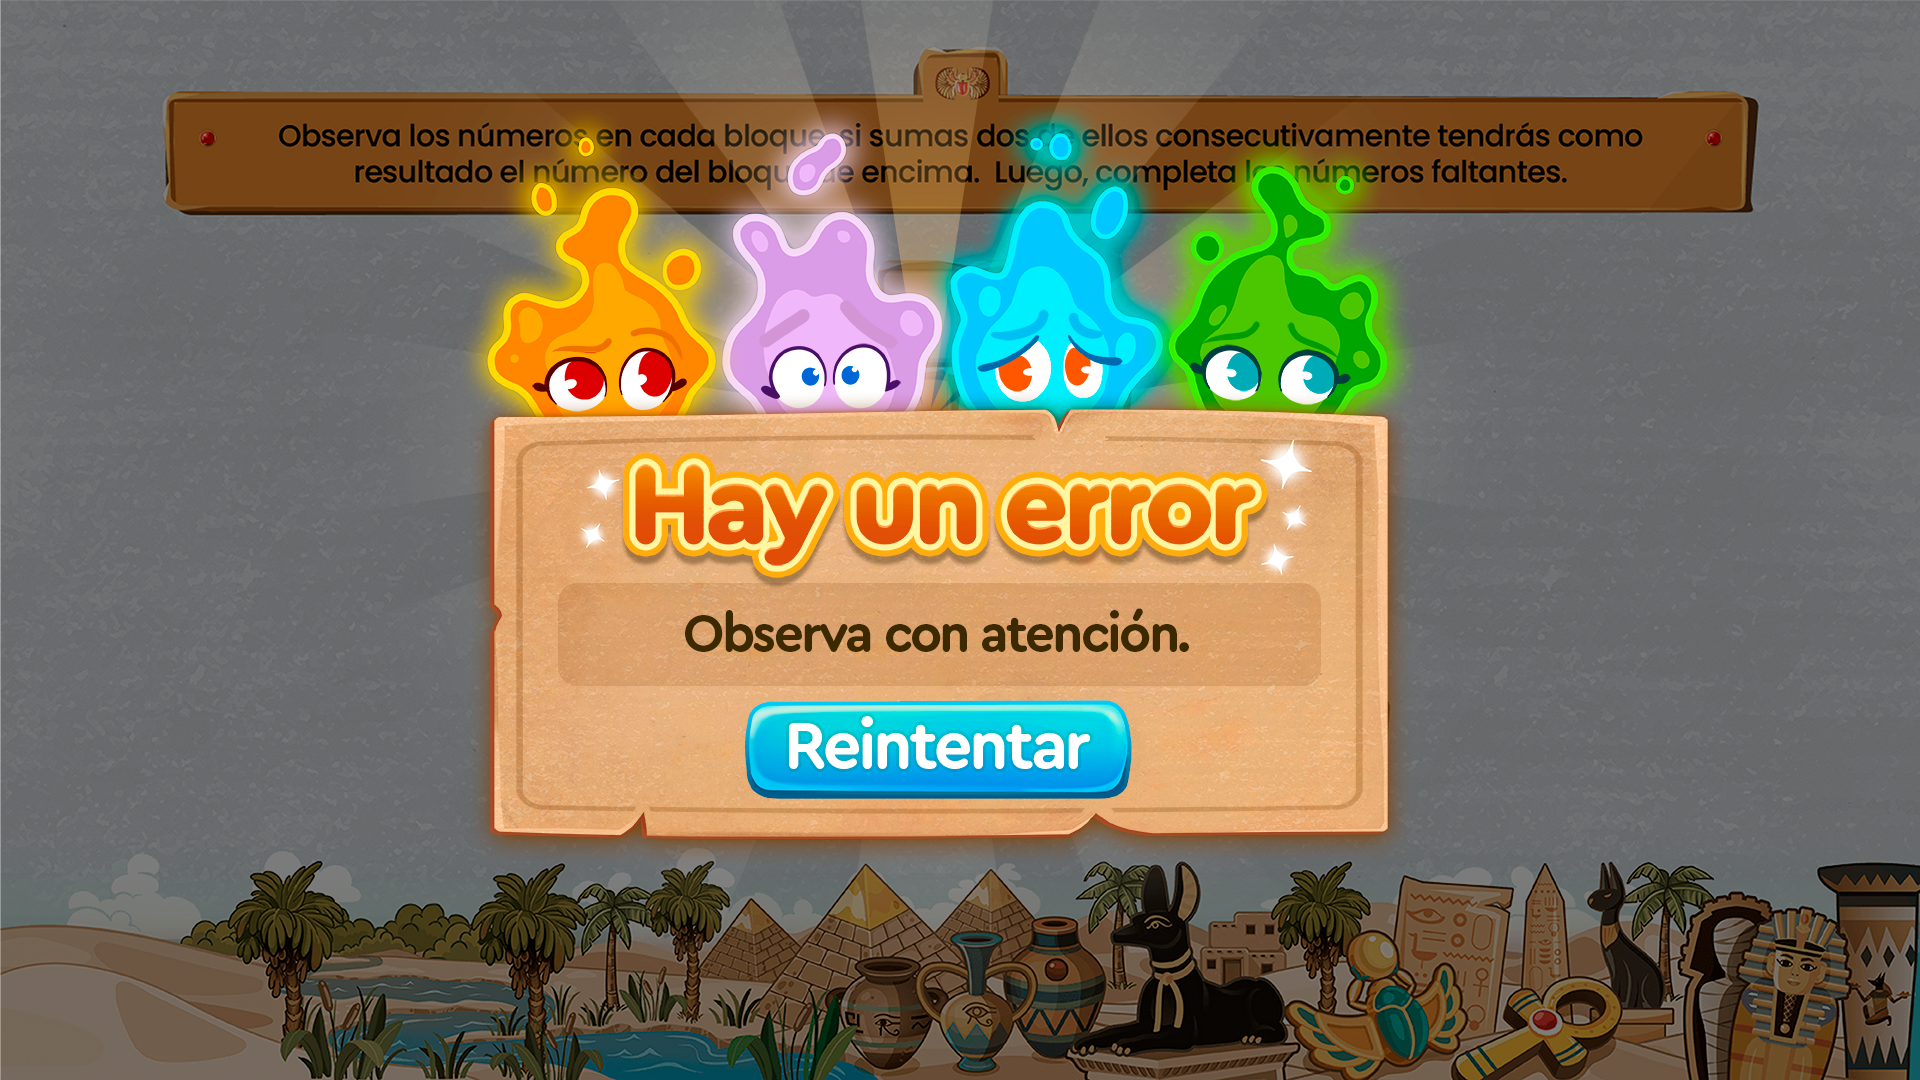 Observa los números en cada bloque, si sumas dos de ellos consecutivamente tendrás como
resultado el número del bloque de encima. Luego, completa los números faltantes.
Hay un error
Observa con atención.
Reintentar